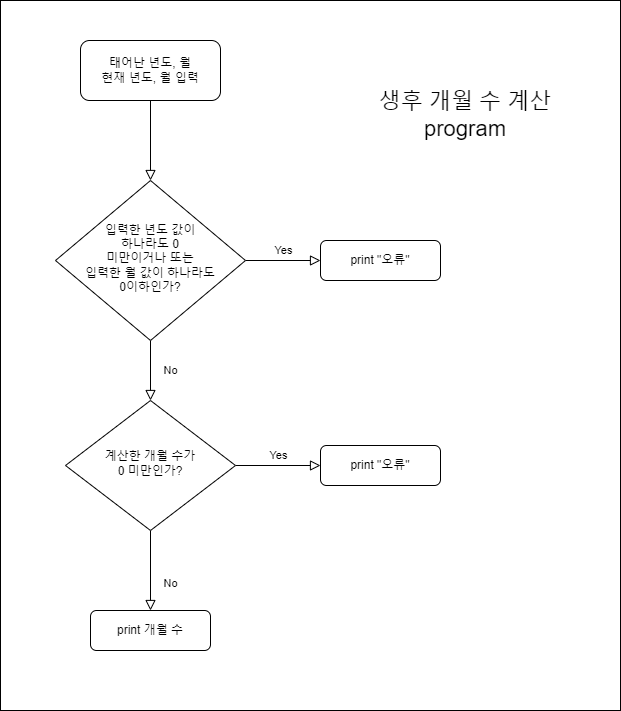 태어난 년도, 월
현재 년도, 월 입력
생후 개월 수 계산
program
입력한 년도 값이
하나라도 0
미만이거나 또는
입력한 월 값이 하나라도
0이하인가?
Yes
print "오류"
No
계산한 개월 수가
0 미만인가?
Yes
print "오류"
No
print 개월 수